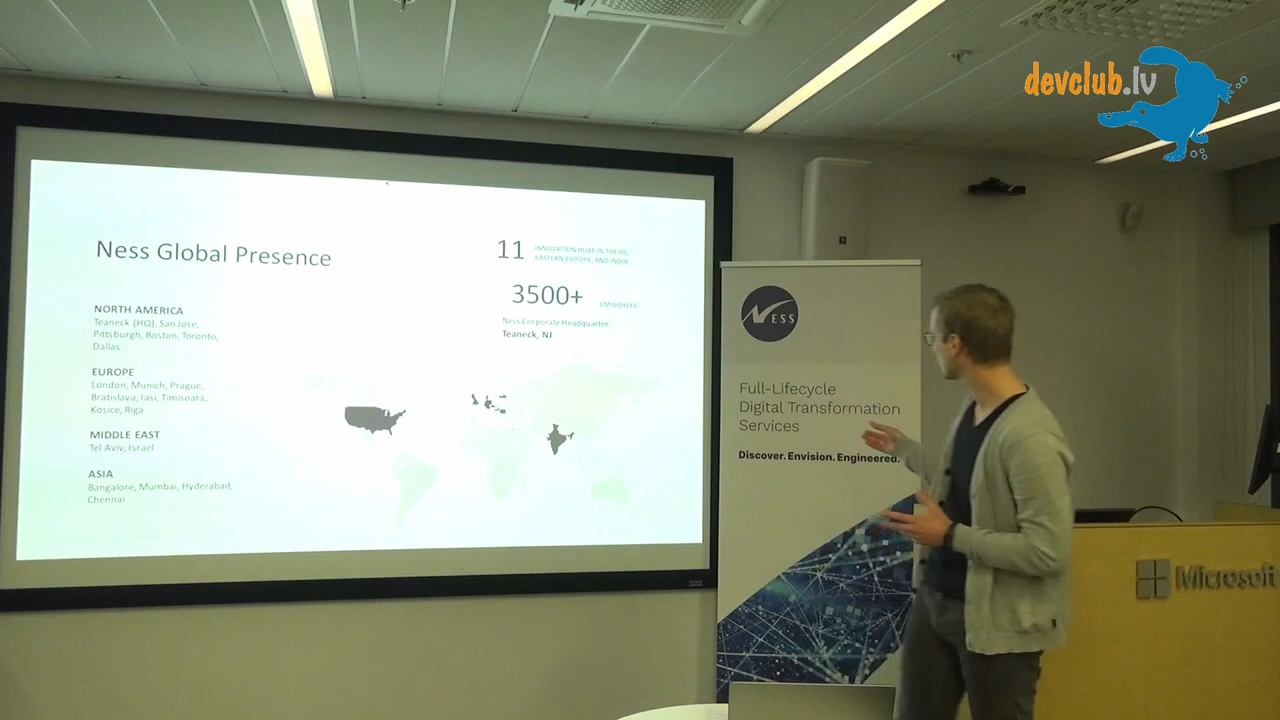 devclub.lv
Ness Global Presence
11
INNOVATION HUBS IN THE US,
EASTERN EUROPE, AND INDIA
3500+
EMPLOYEES
Ness Corporate Headquarter:
Teaneck, NJ
NORTH AMERICA
Teaneck (HQ), San Jose,
Pittsburgh, Boston, Toronto,
Dallas
EUROPE
London, Munich, Prague,
Bratislava, Iasi, Timisoara,
Kosice, Riga
MIDDLE EAST
Tel Aviv, Israel
ASIA
Bangalore, Mumbai, Hyderabad,
Chennai
NESS
Full-Lifecycle
Digital Transformation
Services
Discover. Envision. Engineered.
Microsoft